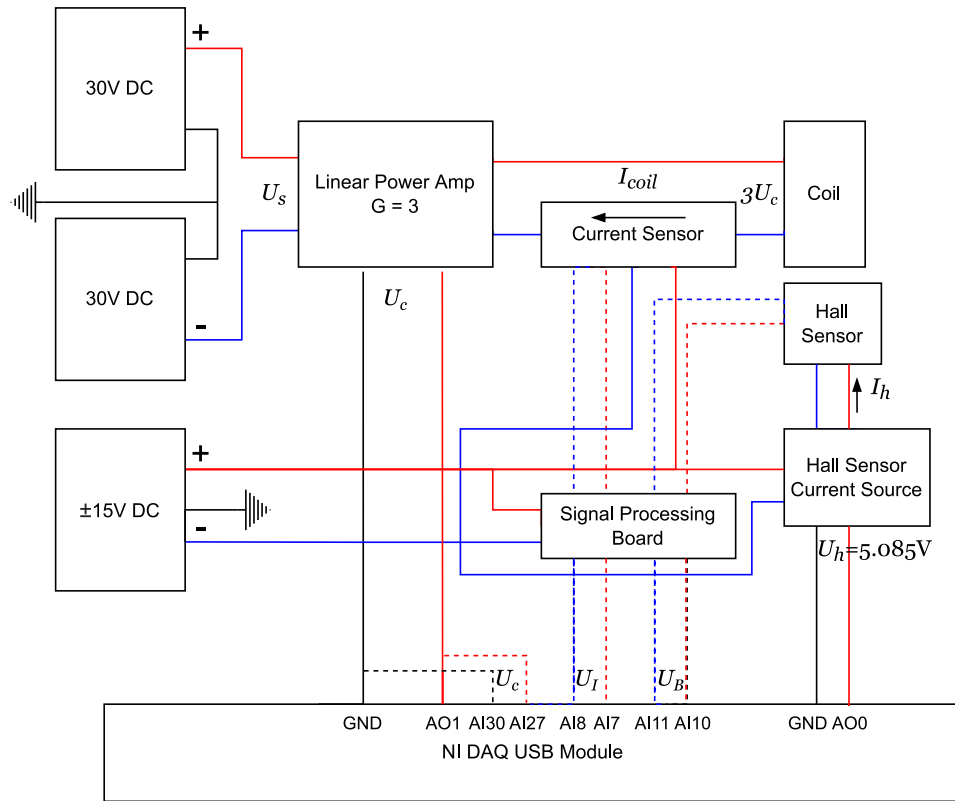 +
30V DC
Linear Power Amp
G = 3
U_s
I_coil
3U_c
Coil
Current Sensor
30V DC
-
U_c
Hall
Sensor
I_h
+
±15V DC
-
Hall Sensor
Current Source
Signal Processing
Board
U_h=5.085V
U_c
U_I
U_B
GND AO1 AI30 AI27 AI8 AI7 AI11 AI10 GND AO0
NI DAQ USB Module